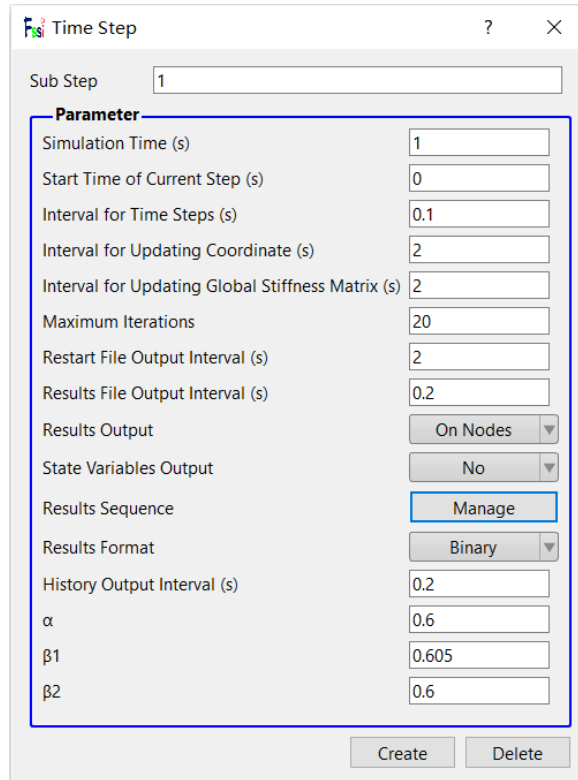 Fssi Time Step ? ×
Sub Step 1
Parameter
Simulation Time (s) 1
Start Time of Current Step (s) 0
Interval for Time Steps (s) 0.1
Interval for Updating Coordinate (s) 2
Interval for Updating Global Stiffness Matrix (s) 2
Maximum Iterations 20
Restart File Output Interval (s) 2
Results File Output Interval (s) 0.2
Results Output On Nodes
State Variables Output No
Results Sequence Manage
Results Format Binary
History Output Interval (s) 0.2
α 0.6
β1 0.605
β2 0.6
Create Delete